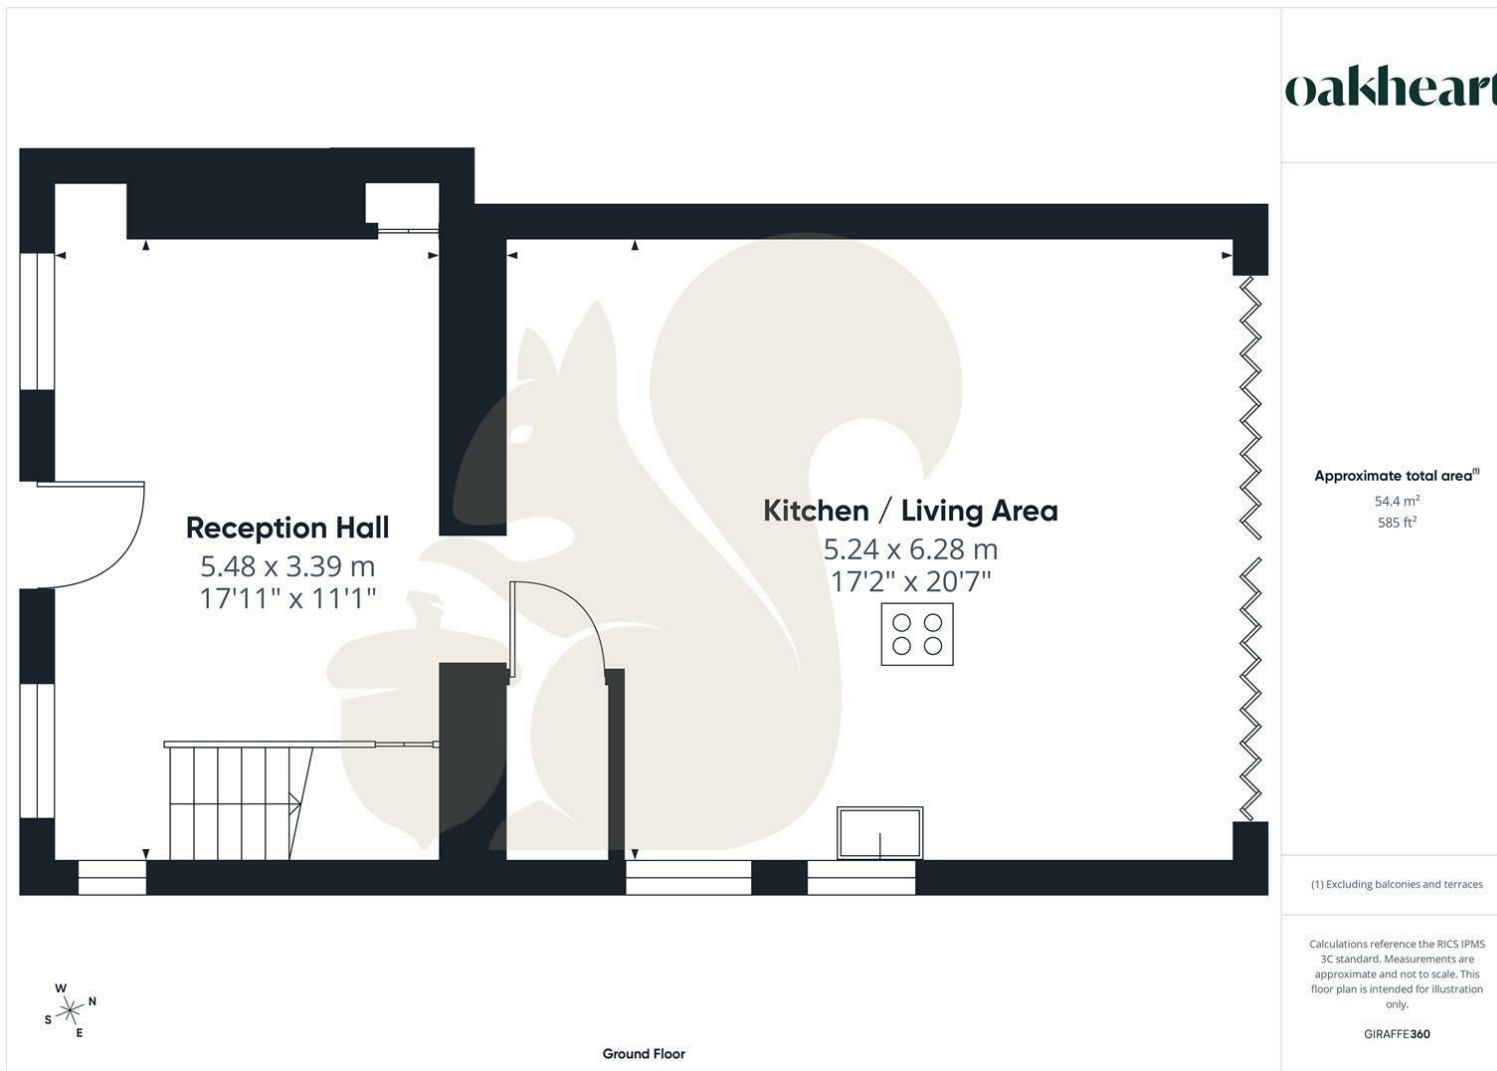 oakheart
Reception Hall
5.48 x 3.39 m
17'11" x 11'1"
Kitchen / Living Area
5.24 x 6.28 m
17'2" x 20'7"
Approximate total area(1)
54.4 m²
585 ft²
(1) Excluding balconies and terraces
Calculations reference the RICS IPMS
3C standard. Measurements are
approximate and not to scale. This
floor plan is intended for illustration
only.
GIRAFFE360
W
N
S
E
Ground Floor